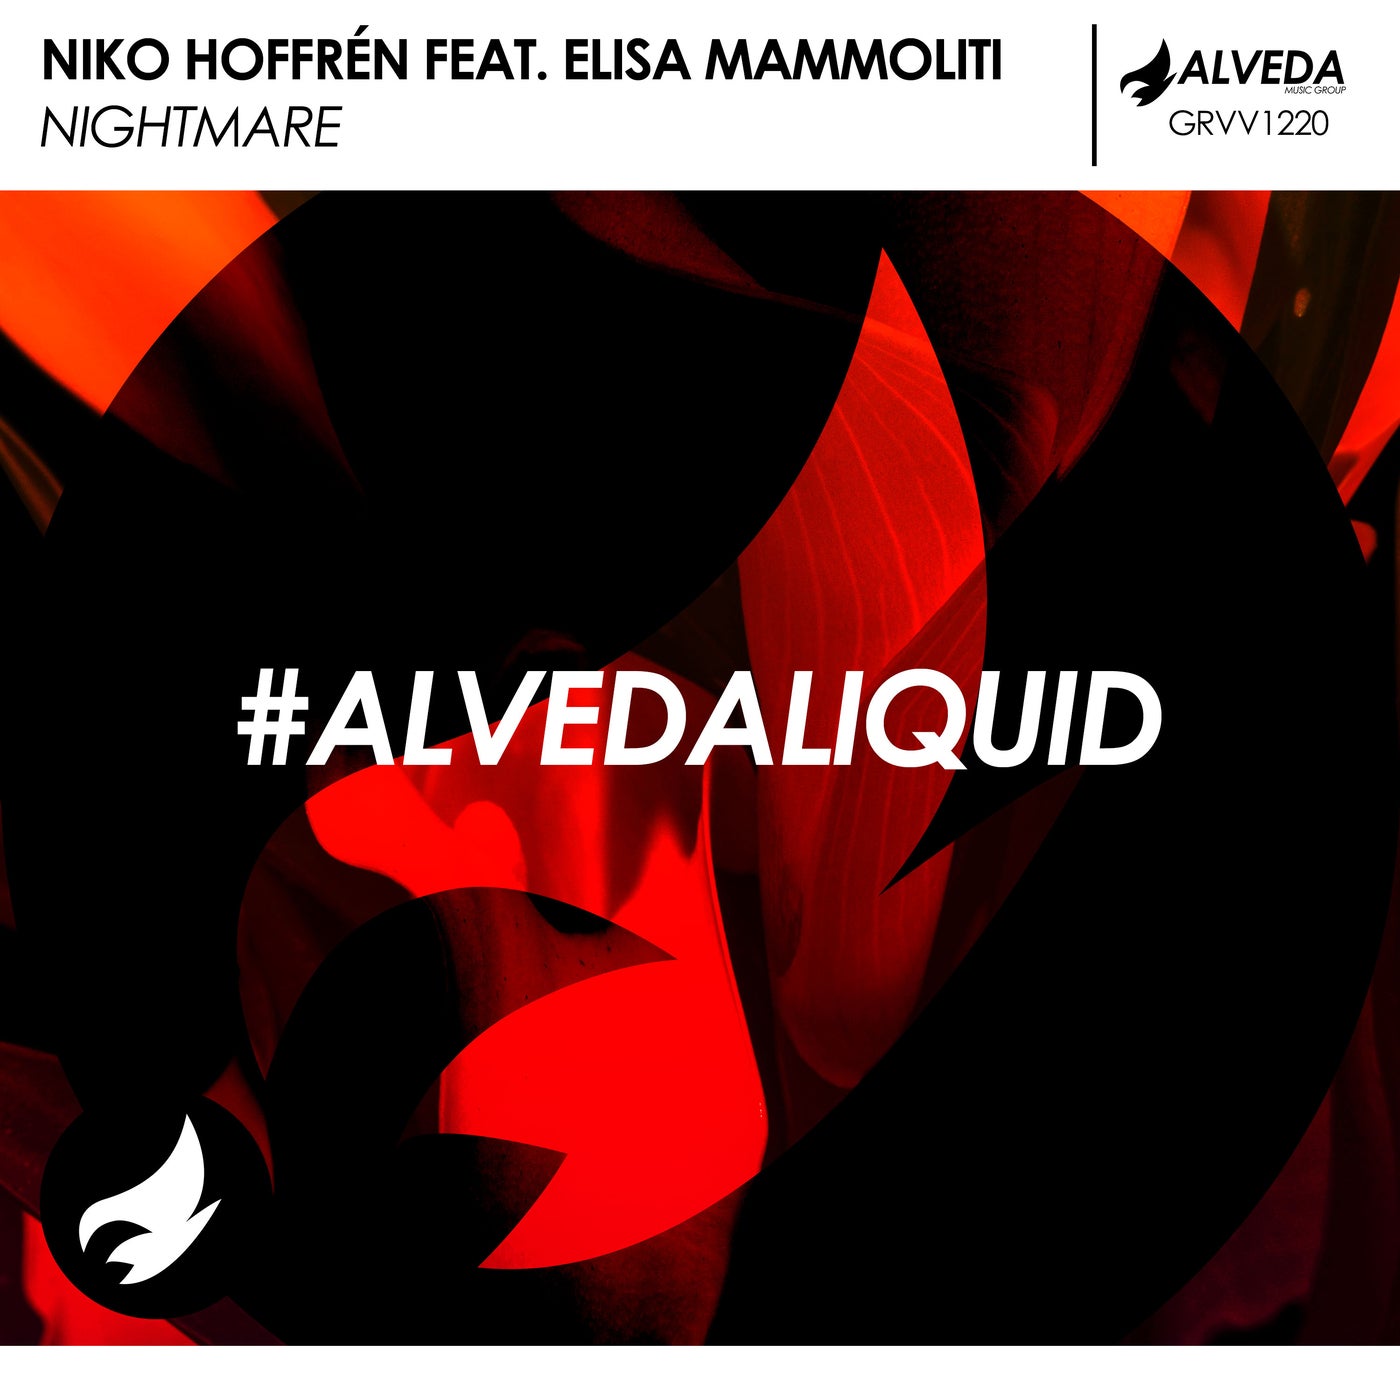 NIKO HOFFRÉN FEAT. ELISA MAMMOLITI
NIGHTMARE
ALVEDA
MUSIC GROUP
GRVV1220
#ALVEDALIQUID